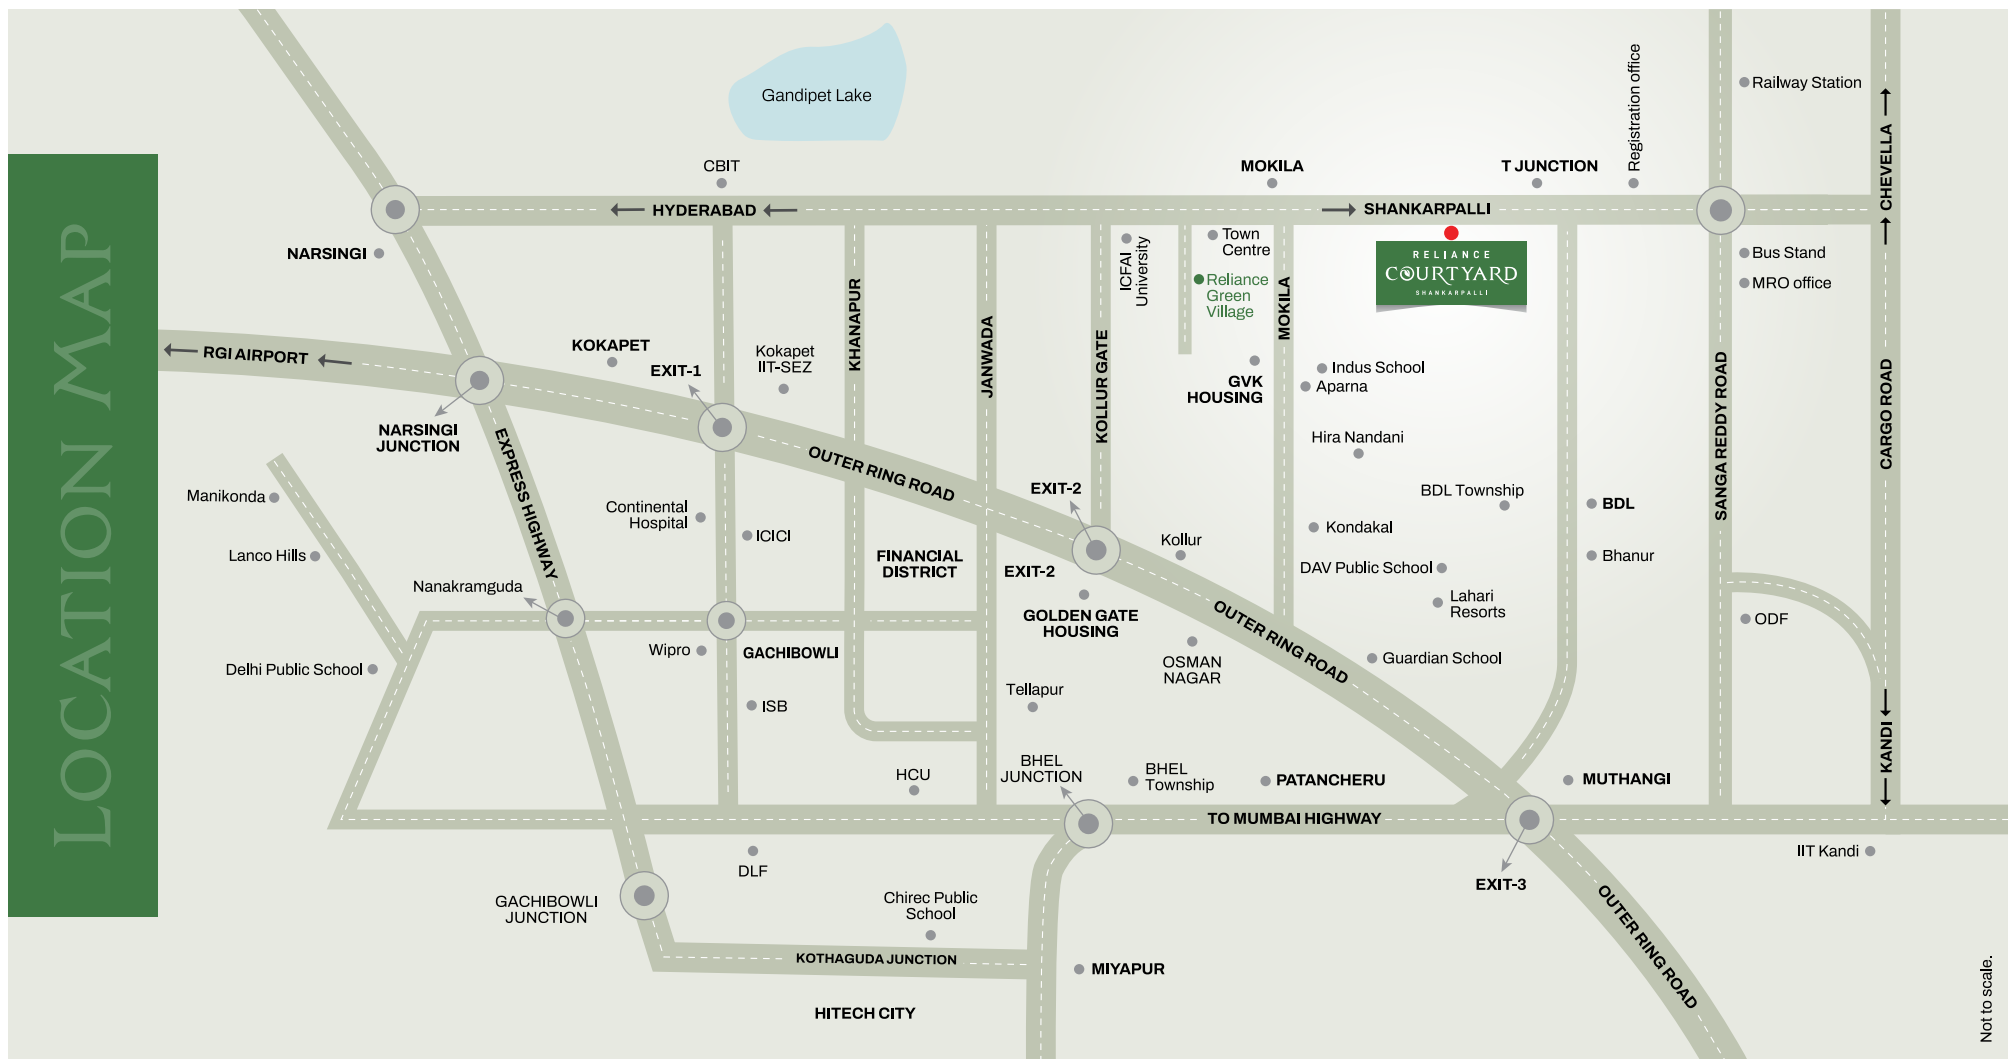 LOCATION MAP
Gandipet Lake
Registration office
Railway Station
CHEVELLA
CBIT
MOKILA
T JUNCTION
HYDERABAD
SHANKARPALLI
NARSINGI
ICFAI
University
Town
Centre
Reliance
Green
Village
MOKILA
RELIANCE
COURTYARD
SHANKARPALLI
Bus Stand
MRO office
RGI AIRPORT
KOKAPET
EXIT-1
Kokapet
IIT-SEZ
KHANAPUR
JANWADA
KOLLUR GATE
GVK
HOUSING
Indus School
Aparna
SANGA REDDY ROAD
CARGO ROAD
NARSINGI
JUNCTION
EXPRESS HIGHWAY
OUTER RING ROAD
Hira Nandani
Manikonda
Continental
Hospital
ICICI
EXIT-2
BDL Township
BDL
Kondakal
Lanco Hills
FINANCIAL
DISTRICT
EXIT-2
Kollur
Bhanur
DAV Public School
Nanakramguda
Lahari
Resorts
GOLDEN GATE
HOUSING
OUTER RING ROAD
ODF
Wipro
GACHIBOWLI
OSMAN
NAGAR
Guardian School
Delhi Public School
Tellapur
ISB
KANDI
HCU
BHEL
JUNCTION
BHEL
Township
PATANCHERU
MUTHANGI
TO MUMBAI HIGHWAY
DLF
IIT Kandi
EXIT-3
GACHIBOWLI
JUNCTION
Chirec Public
School
OUTER RING ROAD
KOTHAGUDA JUNCTION
MIYAPUR
HITECH CITY
Not to scale.